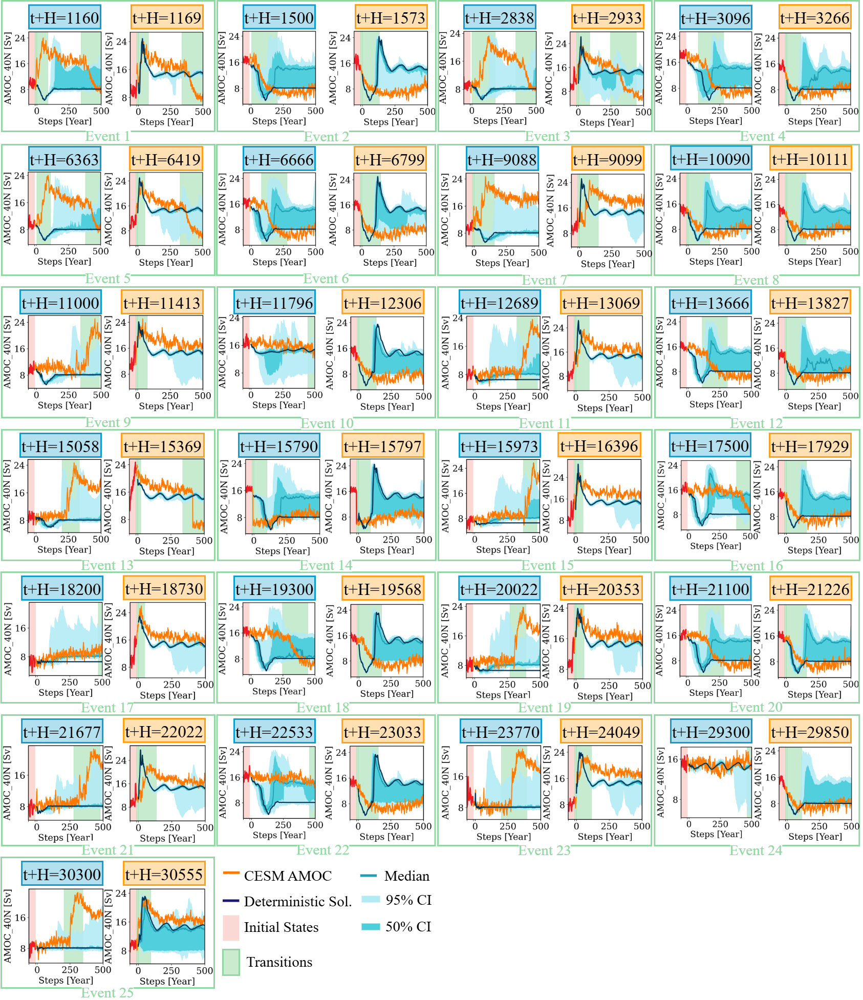 t+H=1160
t+H=1169
t+H=1500
t+H=1573
t+H=2838
t+H=2933
t+H=3096
t+H=3266
AMOC_40N [Sv]
24
16
8
0
250
500
Steps [Year]
Event 1
Event 2
Event 3
Event 4
t+H=6363
t+H=6419
t+H=6666
t+H=6799
t+H=9088
t+H=9099
t+H=10090
t+H=10111
Event 5
Event 6
Event 7
Event 8
t+H=11000
t+H=11413
t+H=11796
t+H=12306
t+H=12689
t+H=13069
t+H=13666
t+H=13827
Event 9
Event 10
Event 11
Event 12
t+H=15058
t+H=15369
t+H=15790
t+H=15797
t+H=15973
t+H=16396
t+H=17500
t+H=17929
Event 13
Event 14
Event 15
Event 16
t+H=18200
t+H=18730
t+H=19300
t+H=19568
t+H=20022
t+H=20353
t+H=21100
t+H=21226
Event 17
Event 18
Event 19
Event 20
t+H=21677
t+H=22022
t+H=22533
t+H=23033
t+H=23770
t+H=24049
t+H=29300
t+H=29850
Event 21
Event 22
Event 23
Event 24
t+H=30300
t+H=30555
Event 25
CESM AMOC
Median
Deterministic Sol.
95% CI
Initial States
50% CI
Transitions